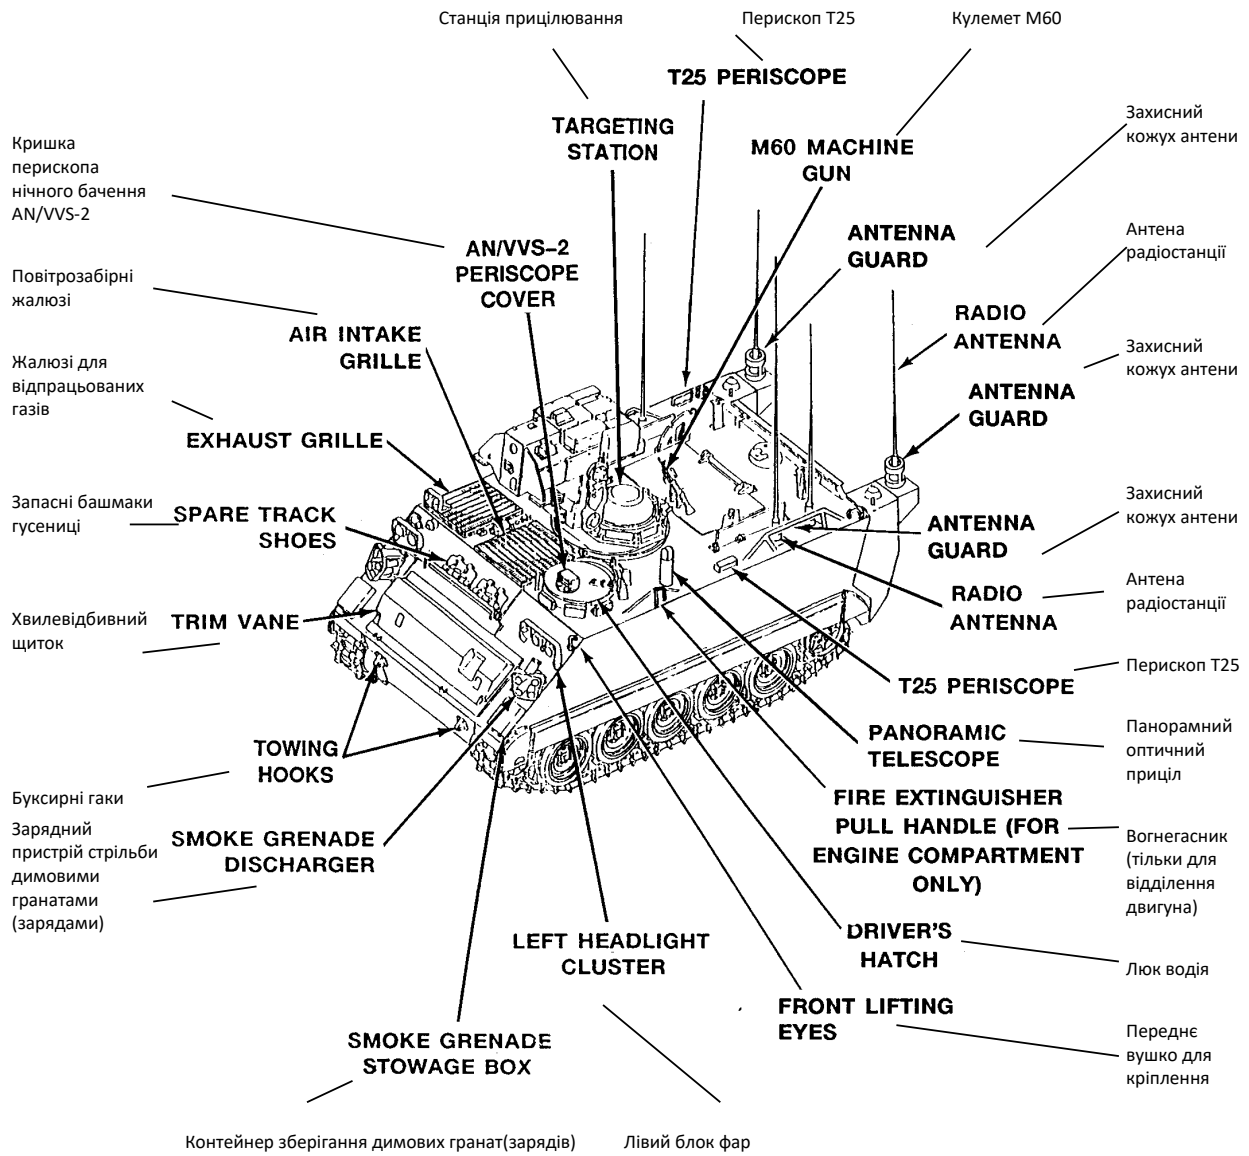 Станція прицілювання
Перископ Т25
Кулемет М60
T25 PERISCOPE
TARGETING
STATION
M60 MACHINE
GUN
Захисний
кожух антени
Кришка
перископа
нічного бачення
AN/VVS-2
AN/VVS–2
PERISCOPE
COVER
ANTENNA
GUARD
Антена
радіостанції
Повітрозабірні
жалюзі
AIR INTAKE
GRILLE
RADIO
ANTENNA
Захисний
кожух антени
Жалюзі для
відпрацьованих
газів
EXHAUST GRILLE
ANTENNA
GUARD
Запасні башмаки
гусениці
SPARE TRACK
SHOES
ANTENNA
GUARD
Захисний
кожух антени
Хвилевідбивний
щиток
TRIM VANE
RADIO
ANTENNA
Антена
радіостанції
T25 PERISCOPE
Перископ Т25
TOWING
HOOKS
Буксирні гаки
PANORAMIC
TELESCOPE
Панорамний
оптичний
приціл
Зарядний
пристрій стрільби
димовими
гранатами
(зарядами)
SMOKE GRENADE
DISCHARGER
FIRE EXTINGUISHER
PULL HANDLE (FOR
ENGINE COMPARTMENT
ONLY)
Вогнегасник
(тільки для
відділення
двигуна)
LEFT HEADLIGHT
CLUSTER
DRIVER'S
HATCH
Люк водія
FRONT LIFTING
EYES
Переднє
вушко для
кріплення
SMOKE GRENADE
STOWAGE BOX
Контейнер зберігання димових гранат(зарядів)
Лівий блок фар